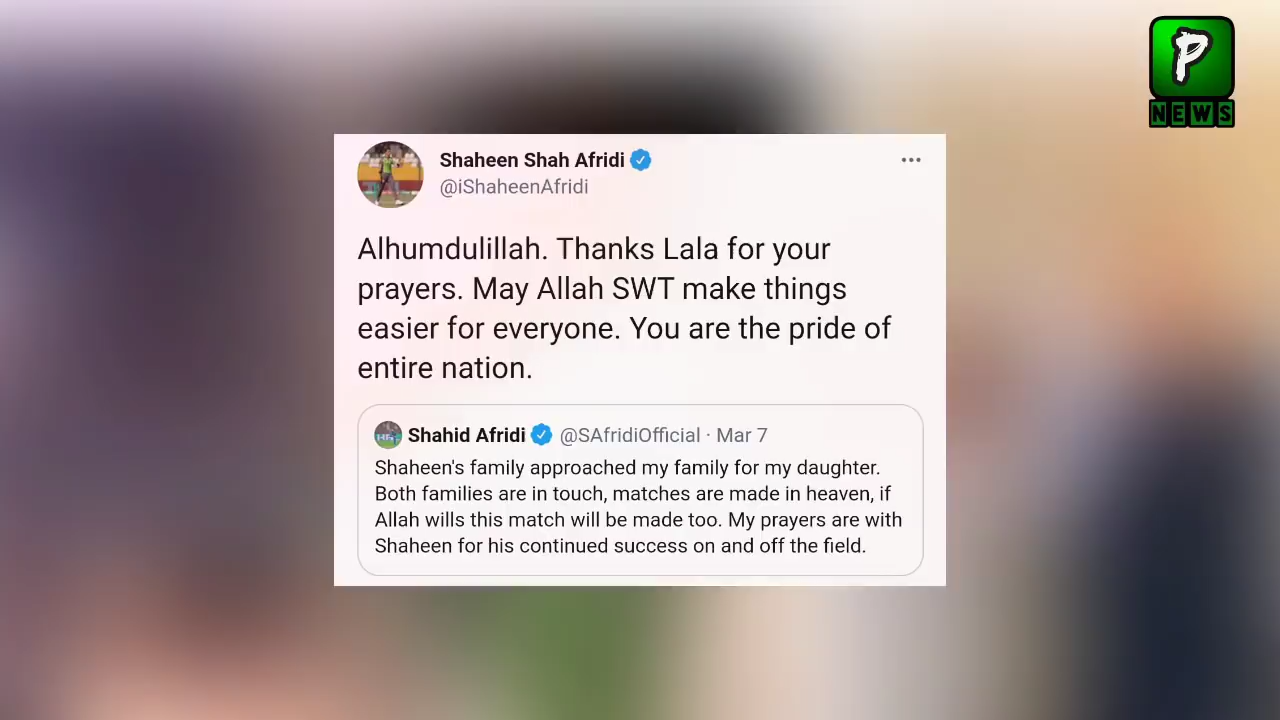 P
NEWS
Shaheen Shah Afridi
@iShaheenAfridi
Alhumdulillah. Thanks Lala for your
prayers. May Allah SWT make things
easier for everyone. You are the pride of
entire nation.
Shahid Afridi @SAfridiOfficial · Mar 7
Shaheen's family approached my family for my daughter.
Both families are in touch, matches are made in heaven, if
Allah wills this match will be made too. My prayers are with
Shaheen for his continued success on and off the field.